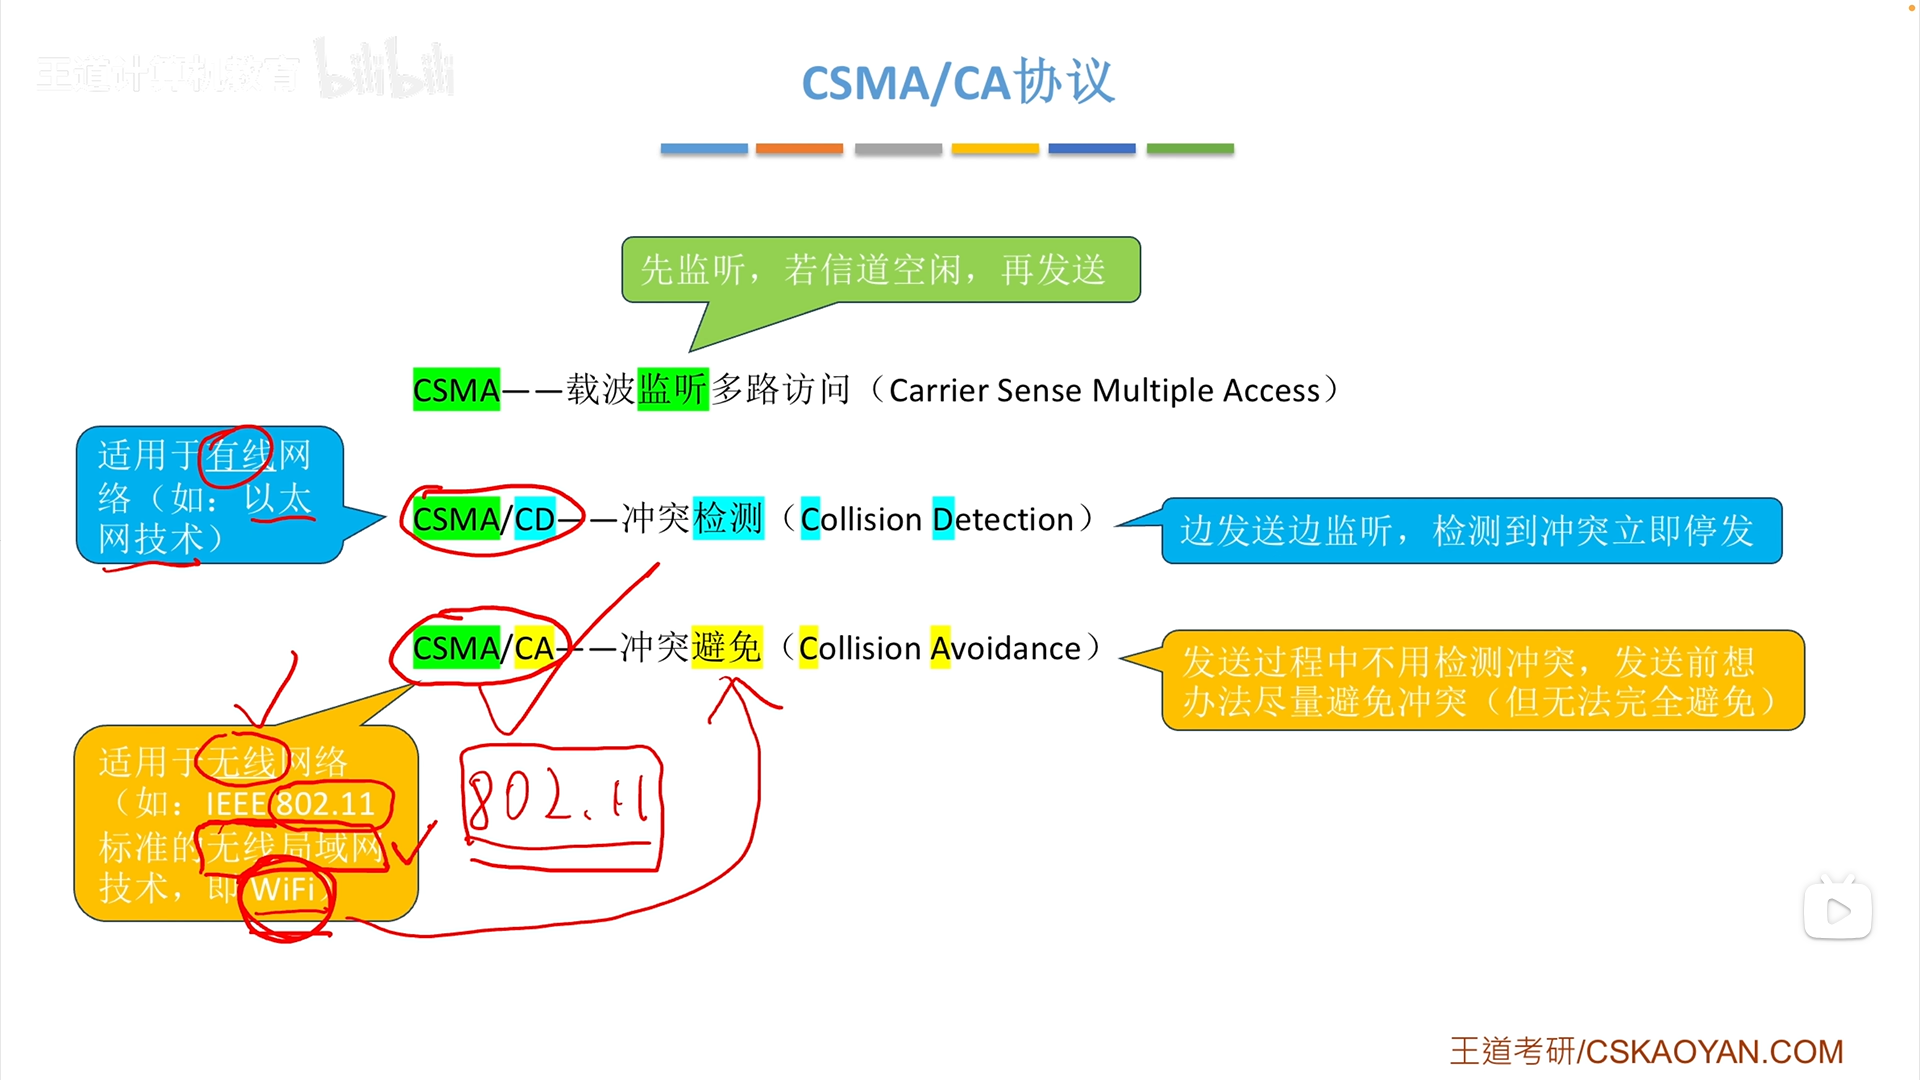 王道计算机教育 bilibili
CSMA/CA协议
先监听，若信道空闲，再发送
CSMA——载波监听多路访问（Carrier Sense Multiple Access）
适用于有线网
络（如：以太
网技术）
CSMA/CD——冲突检测（Collision Detection）
边发送边监听，检测到冲突立即停发
CSMA/CA——冲突避免（Collision Avoidance）
发送过程中不用检测冲突，发送前想
办法尽量避免冲突（但无法完全避免）
适用于无线网络
（如：IEEE 802.11
标准的无线局域网
技术，即 WiFi）
802.11
王道考研/CSKAOYAN.COM